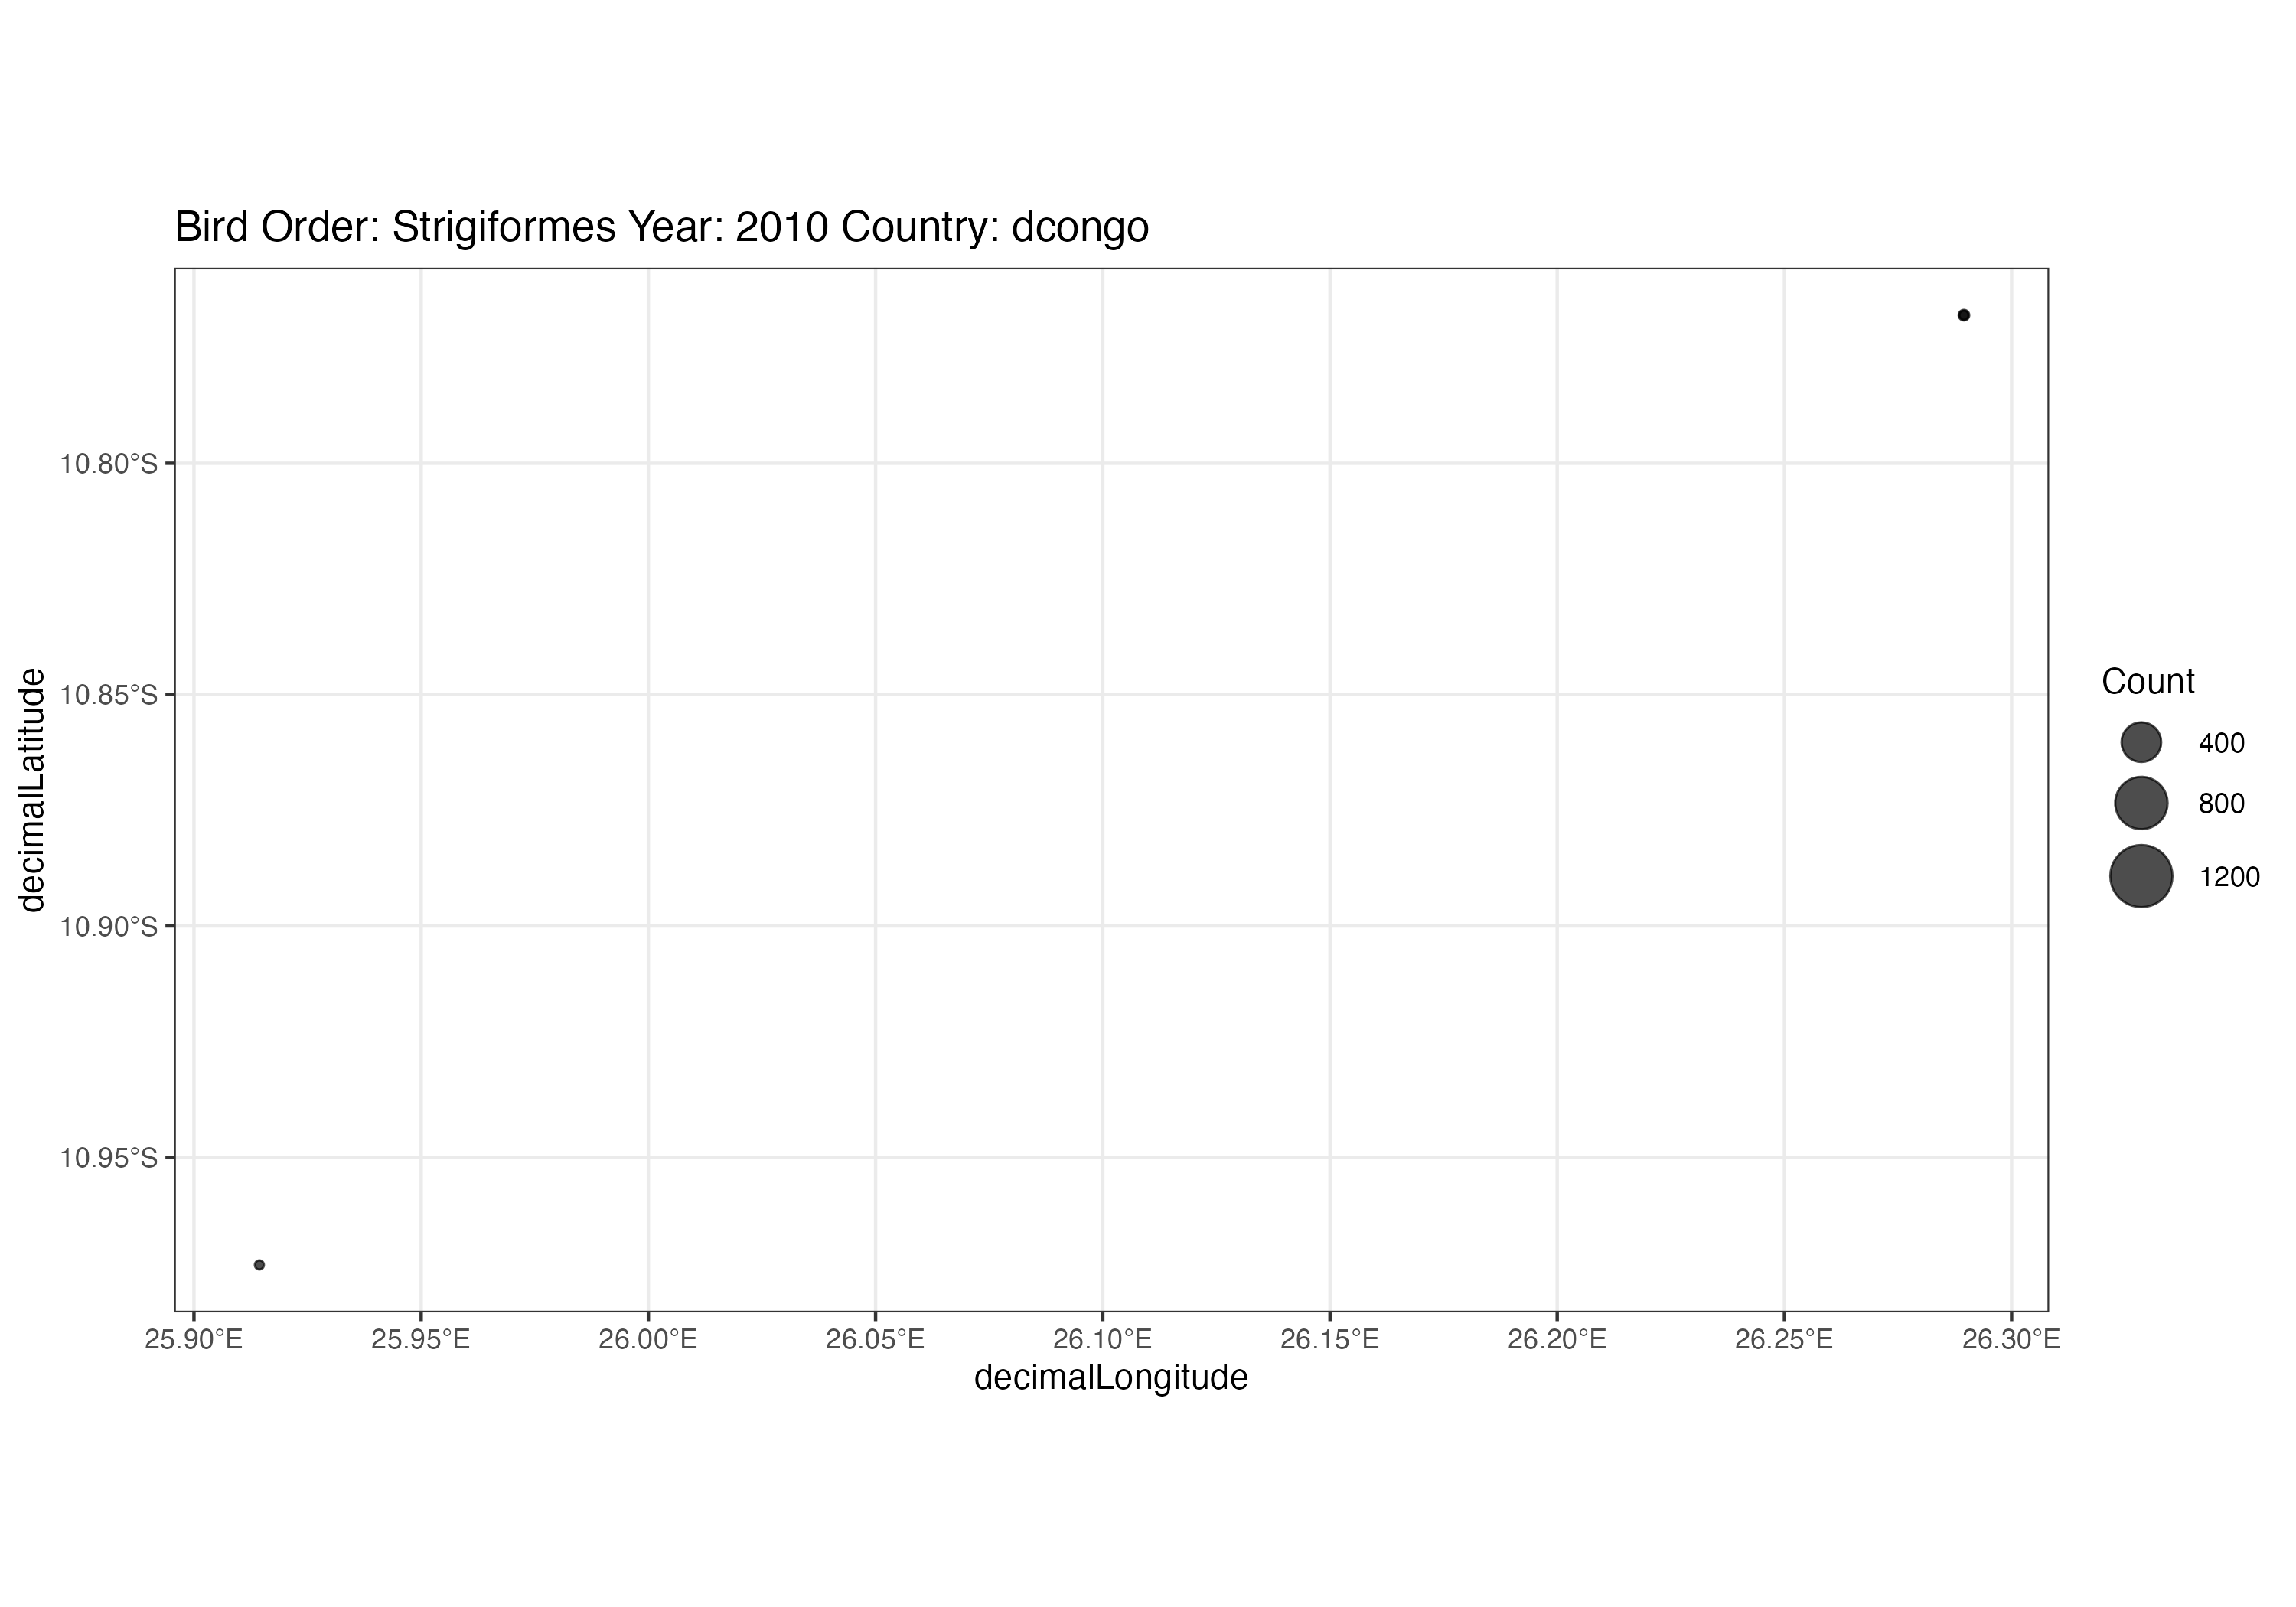 Bird Order: Strigiformes Year: 2010 Country: dcongo
decimalLatitude
10.80°S
10.85°S
10.90°S
10.95°S
25.90°E 25.95°E 26.00°E 26.05°E 26.10°E 26.15°E 26.20°E 26.25°E 26.30°E
decimalLongitude
Count
400
800
1200